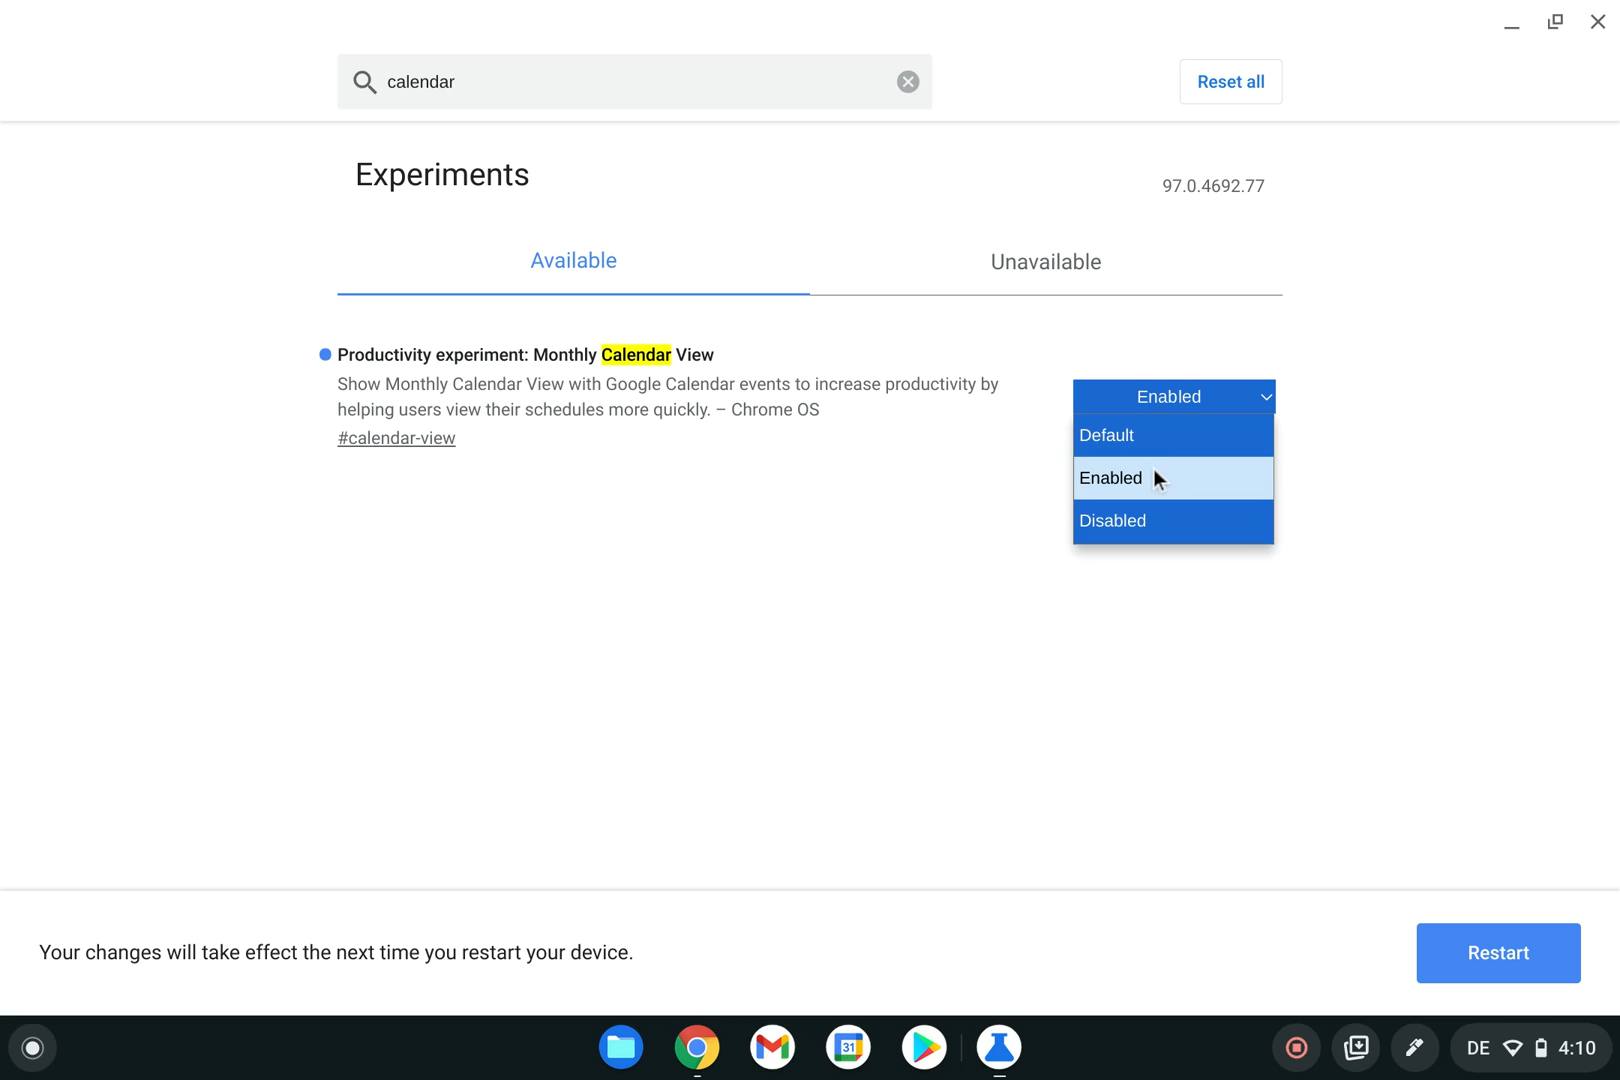 calendar
Reset all
Experiments
97.0.4692.77
Available
Unavailable
Productivity experiment: Monthly Calendar View
Show Monthly Calendar View with Google Calendar events to increase productivity by
helping users view their schedules more quickly. – Chrome OS
#calendar-view
Enabled
Default
Enabled
Disabled
Your changes will take effect the next time you restart your device.
Restart
31
DE 4:10